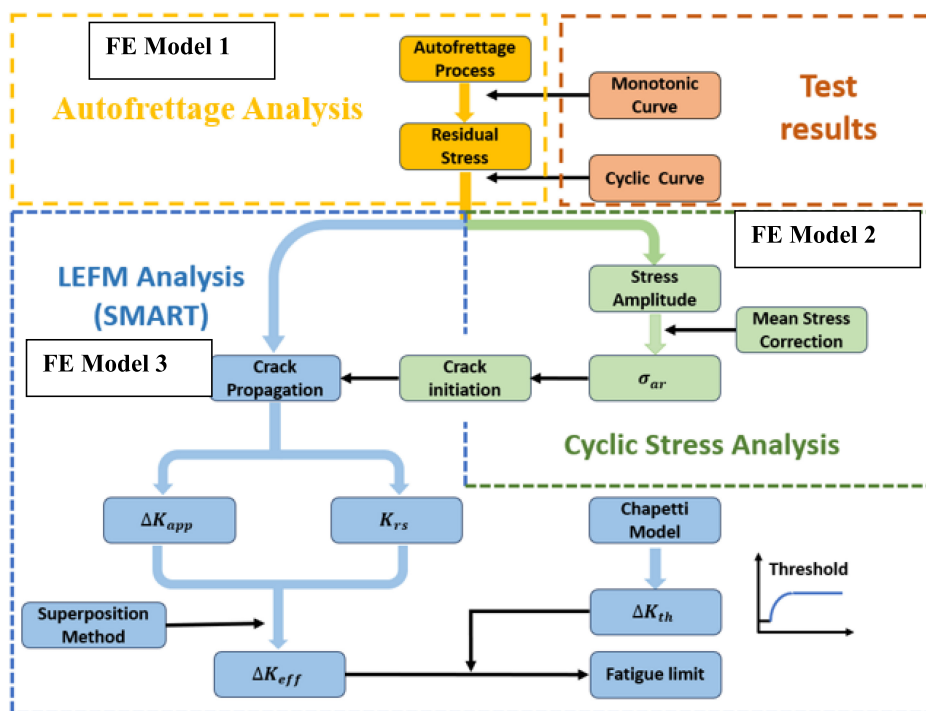 FE Model 1
Autofrettage Analysis
Autofrettage
Process
Residual
Stress
Monotonic
Curve
Cyclic  Curve
Test
results
FE Model 2
LEFM Analysis
(SMART)
FE Model 3
Stress
Amplitude
Mean Stress
Correction
Crack
Propagation
Crack
initiation
σ_ar
Cyclic Stress Analysis
ΔK_app
K_rs
Chapetti
Model
Threshold
Superposition
Method
ΔK_th
ΔK_eff
Fatigue limit